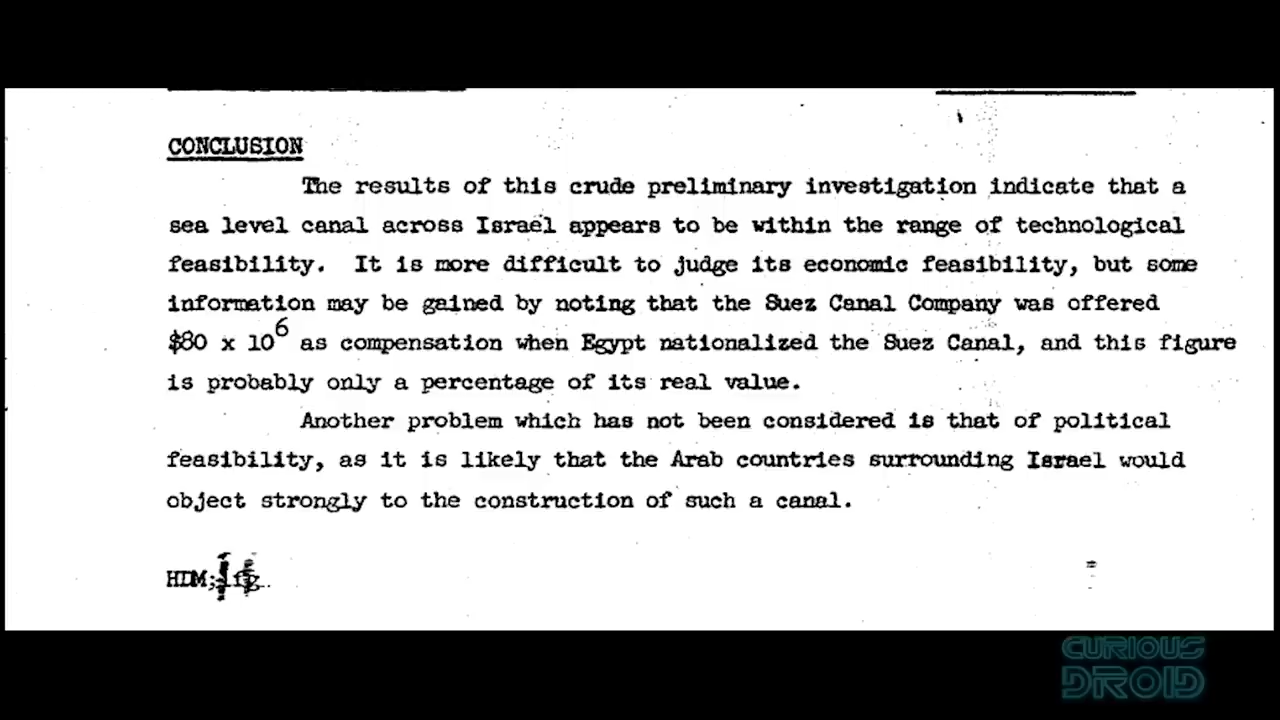 CONCLUSION
The results of this crude preliminary investigation indicate that a
sea level canal across Israel appears to be within the range of technological
feasibility. It is more difficult to judge its economic feasibility, but some
information may be gained by noting that the Suez Canal Company was offered
$80 x 10⁶ as compensation when Egypt nationalized the Suez Canal, and this figure
is probably only a percentage of its real value.
Another problem which has not been considered is that of political
feasibility, as it is likely that the Arab countries surrounding Israel would
object strongly to the construction of such a canal.
HDM;
CURIOUS
DROID